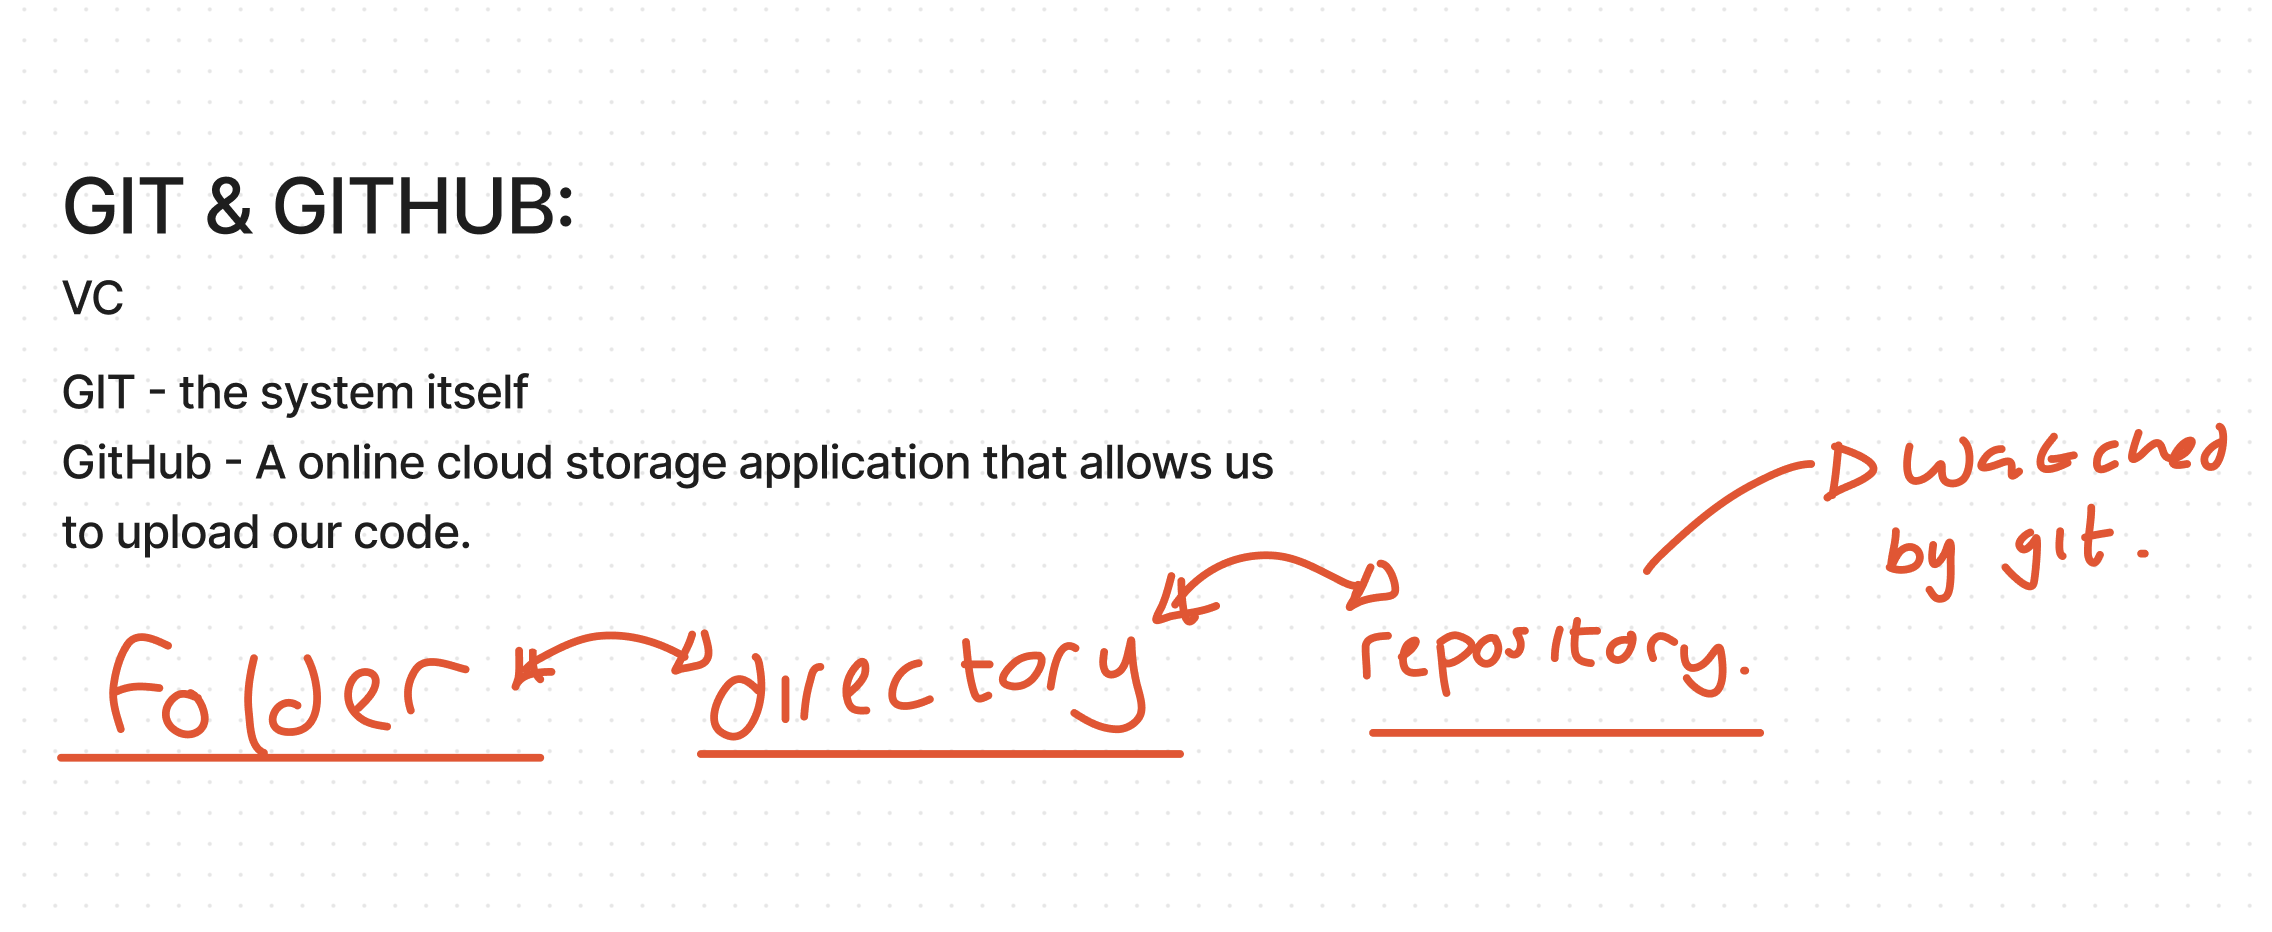 GIT & GITHUB:
VC
GIT - the system itself
GitHub - A online cloud storage application that allows us
to upload our code.
watched
by git.
Folder
directory
repository.